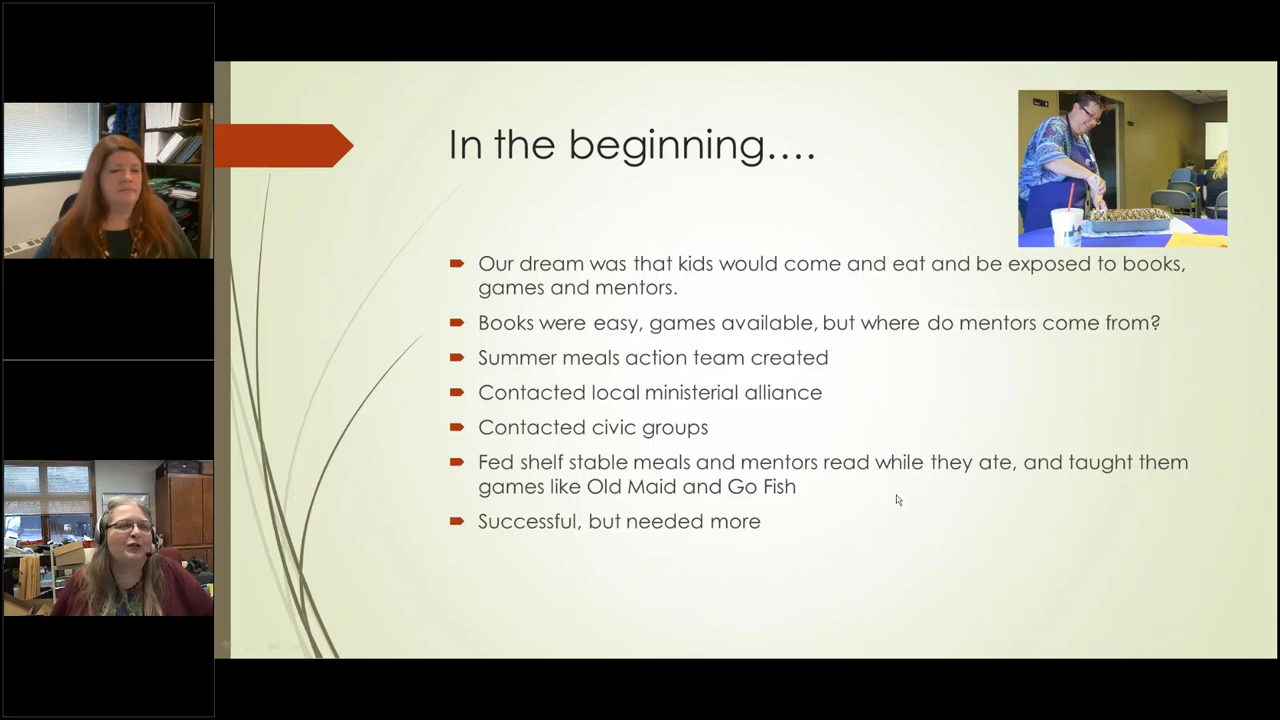 In the beginning....
Our dream was that kids would come and eat and be exposed to books,
games and mentors.
Books were easy, games available, but where do mentors come from?
Summer meals action team created
Contacted local ministerial alliance
Contacted civic groups
Fed shelf stable meals and mentors read while they ate, and taught them
games like Old Maid and Go Fish
Successful, but needed more